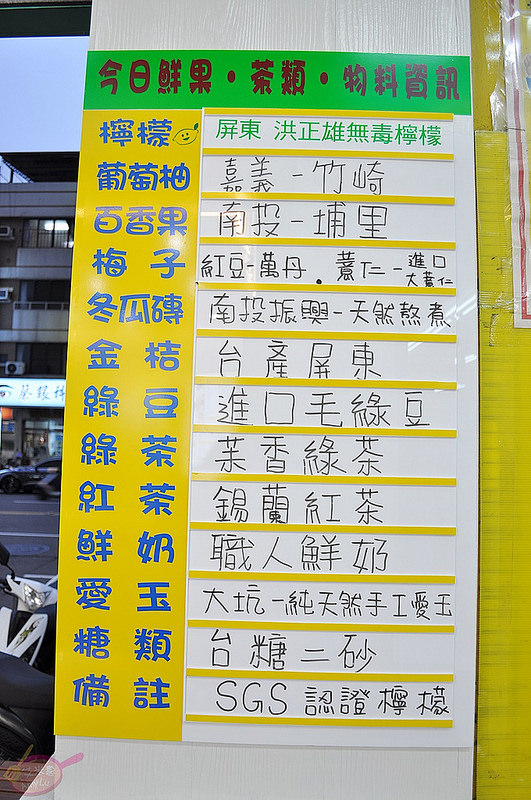 今日鮮果・茶類・物料資訊
檸檬 屏東 洪正雄無毒檸檬
葡萄柚 嘉義-竹崎
百香果 南投-埔里
梅子 紅豆-萬丹.薏仁-進口大薏仁
冬瓜磚 南投振興-天然熬煮
金桔 台產屏東
綠豆 進口毛綠豆
綠茶 茉香綠茶
紅茶 錫蘭紅茶
鮮奶 職人鮮奶
愛玉 大坑-純天然手工愛玉
糖類 台糖二砂
備註 SGS認證檸檬